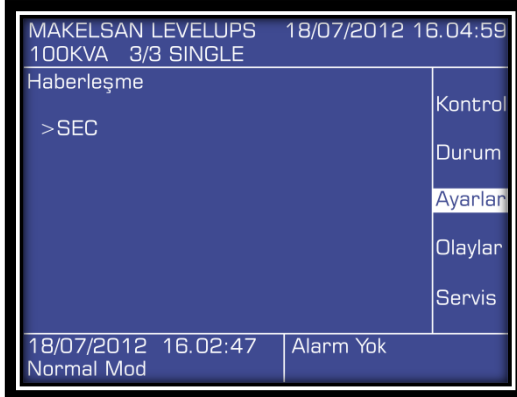 MAKELSAN LEVELUPS 18/07/2012 16.04:59
100KVA 3/3 SINGLE
Haberleşme
>SEC
Kontrol
Durum
Ayarlar
Olaylar
Servis
18/07/2012 16.02:47 Alarm Yok
Normal Mod